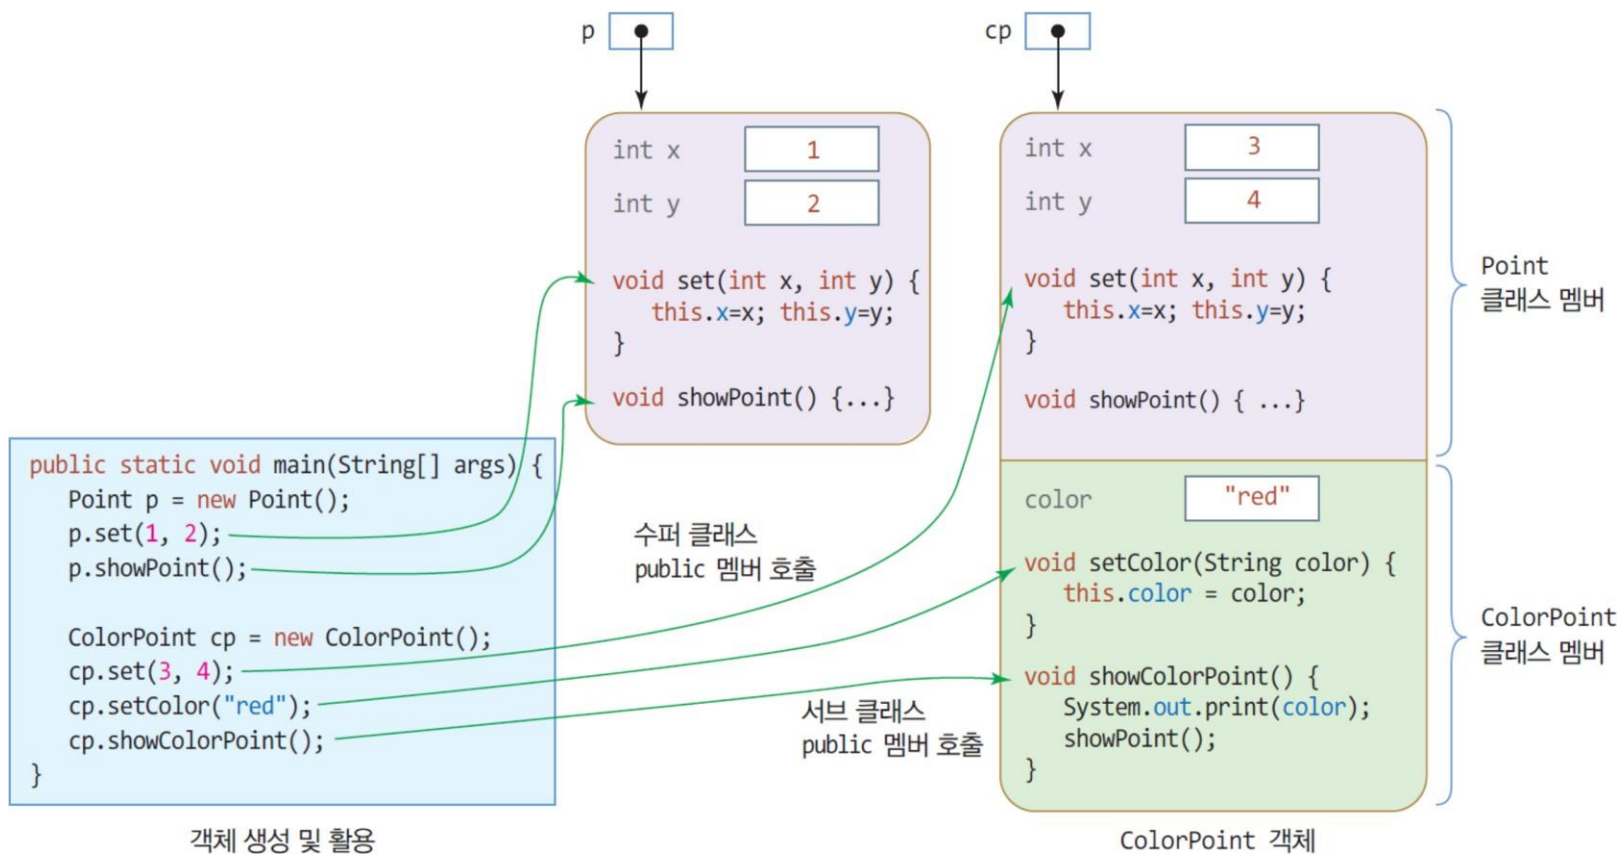 p
cp
int x
1
int y
2
void set(int x, int y) {
this.x=x; this.y=y;
}
void showPoint() {...}
int x
3
int y
4
void set(int x, int y) {
this.x=x; this.y=y;
}
void showPoint() { ...}
Point
클래스 멤버
public static void main(String[] args) {
Point p = new Point();
p.set(1, 2);
p.showPoint();
ColorPoint cp = new ColorPoint();
cp.set(3, 4);
cp.setColor("red");
cp.showColorPoint();
}
수퍼 클래스
public 멤버 호출
서브 클래스
public 멤버 호출
color
"red"
void setColor(String color) {
this.color = color;
}
void showColorPoint() {
System.out.print(color);
showPoint();
}
ColorPoint
클래스 멤버
객체 생성 및 활용
ColorPoint 객체